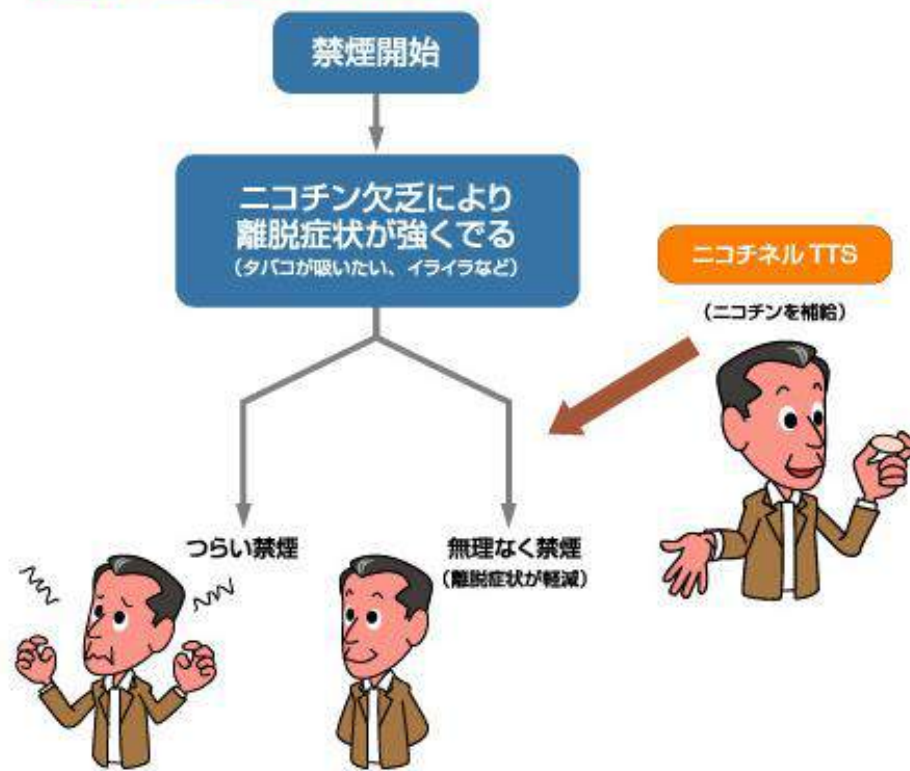 禁煙開始
ニコチン欠乏により
離脱症状が強くでる
(タバコが吸いたい、イライラなど)
ニコチネル TTS
(ニコチンを補給)
つらい禁煙
無理なく禁煙
(離脱症状が軽減)